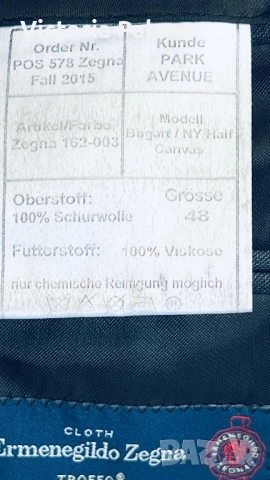 Order Nr.
POS 578 Zegna
Fall 2015
Kunde
PARK
AVENUE
Artikel/Farbe
Zegna 162-003
Modell
Bogart / NY Half
Canvas
Oberstoff:
100% Schurwolle
Grösse
48
Futterstoff: 100% Viskose
nur chemische Reinigung möglich
CLOTH
Ermenegildo Zegna
TROFEO®